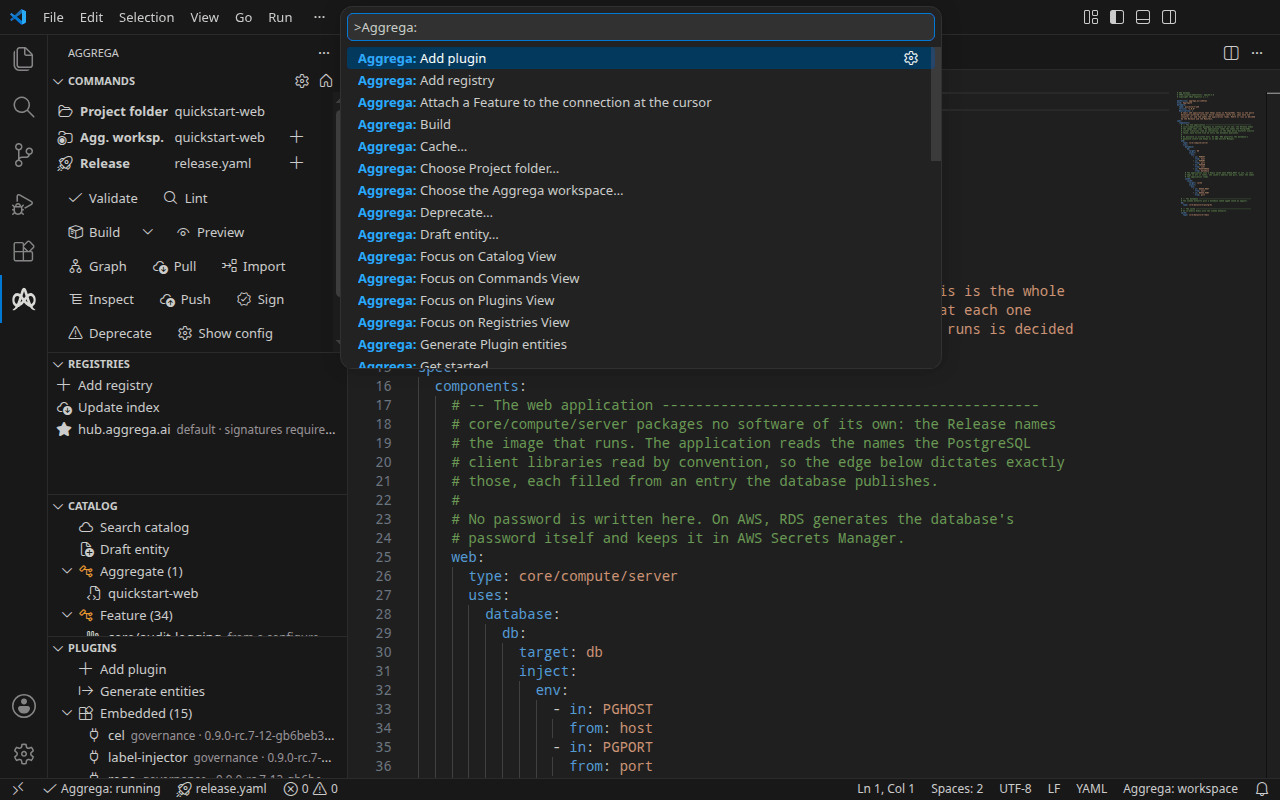 File Edit Selection View Go Run ···
>Aggrega:
AGGREGA ···
COMMANDS
Project folder quickstart-web
Agg. worksp. quickstart-web
Release release.yaml
Validate Lint
Build Preview
Graph Pull Import
Inspect Push Sign
Deprecate Show config
REGISTRIES
Add registry
Update index
hub.aggrega.ai default · signatures require...
CATALOG
Search catalog
Draft entity
Aggregate (1)
quickstart-web
Feature (34)
PLUGINS
Add plugin
Generate entities
Embedded (15)
cel governance · 0.9.0-rc.7-12-gb6beb3...
label-injector governance · 0.9.0-rc.7-...
Aggrega: Add plugin
Aggrega: Add registry
Aggrega: Attach a Feature to the connection at the cursor
Aggrega: Build
Aggrega: Cache...
Aggrega: Choose Project folder...
Aggrega: Choose the Aggrega workspace...
Aggrega: Deprecate...
Aggrega: Draft entity...
Aggrega: Focus on Catalog View
Aggrega: Focus on Commands View
Aggrega: Focus on Plugins View
Aggrega: Focus on Registries View
Aggrega: Generate Plugin entities
Aggrega: Get started
is is the whole
at each one
runs is decided
16 components:
17 # -- The web application ---------------------------------------------
18 # core/compute/server packages no software of its own: the Release names
19 # the image that runs. The application reads the names the PostgreSQL
20 # client libraries read by convention, so the edge below dictates exactly
21 # those, each filled from an entry the database publishes.
22 #
23 # No password is written here. On AWS, RDS generates the database's
24 # password itself and keeps it in AWS Secrets Manager.
25 web:
26 type: core/compute/server
27 uses:
28 database:
29 db:
30 target: db
31 inject:
32 env:
33 - in: PGHOST
34 from: host
35 - in: PGPORT
36 from: port
Aggrega: running release.yaml 0 0 Ln 1, Col 1 Spaces: 2 UTF-8 LF YAML Aggrega: workspace